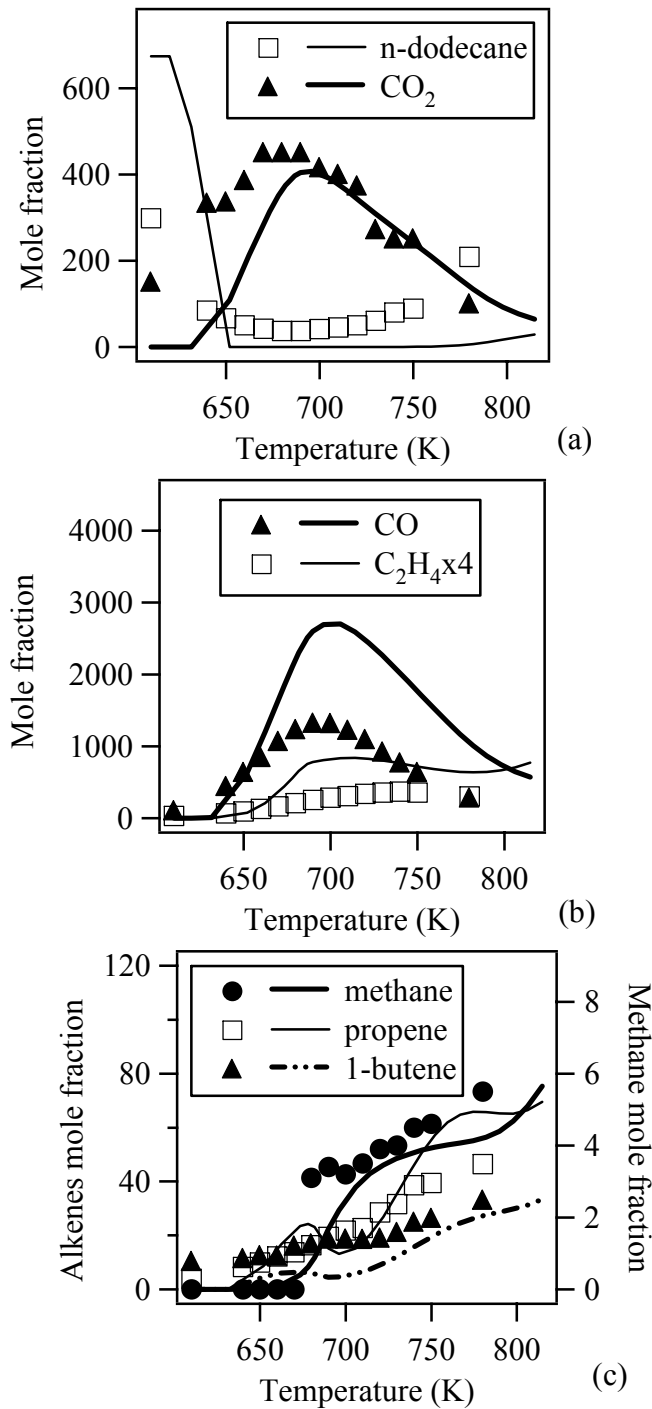 n-dodecane
CO2
600
400
200
0
Mole fraction
650 700 750 800
Temperature (K)
(a)
CO
C2H4x4
4000
3000
2000
1000
0
Mole fraction
650 700 750 800
Temperature (K)
(b)
methane
propene
1-butene
120
80
40
0
Alkenes mole fraction
8
6
4
2
0
Methane mole fraction
650 700 750 800
Temperature (K)
(c)